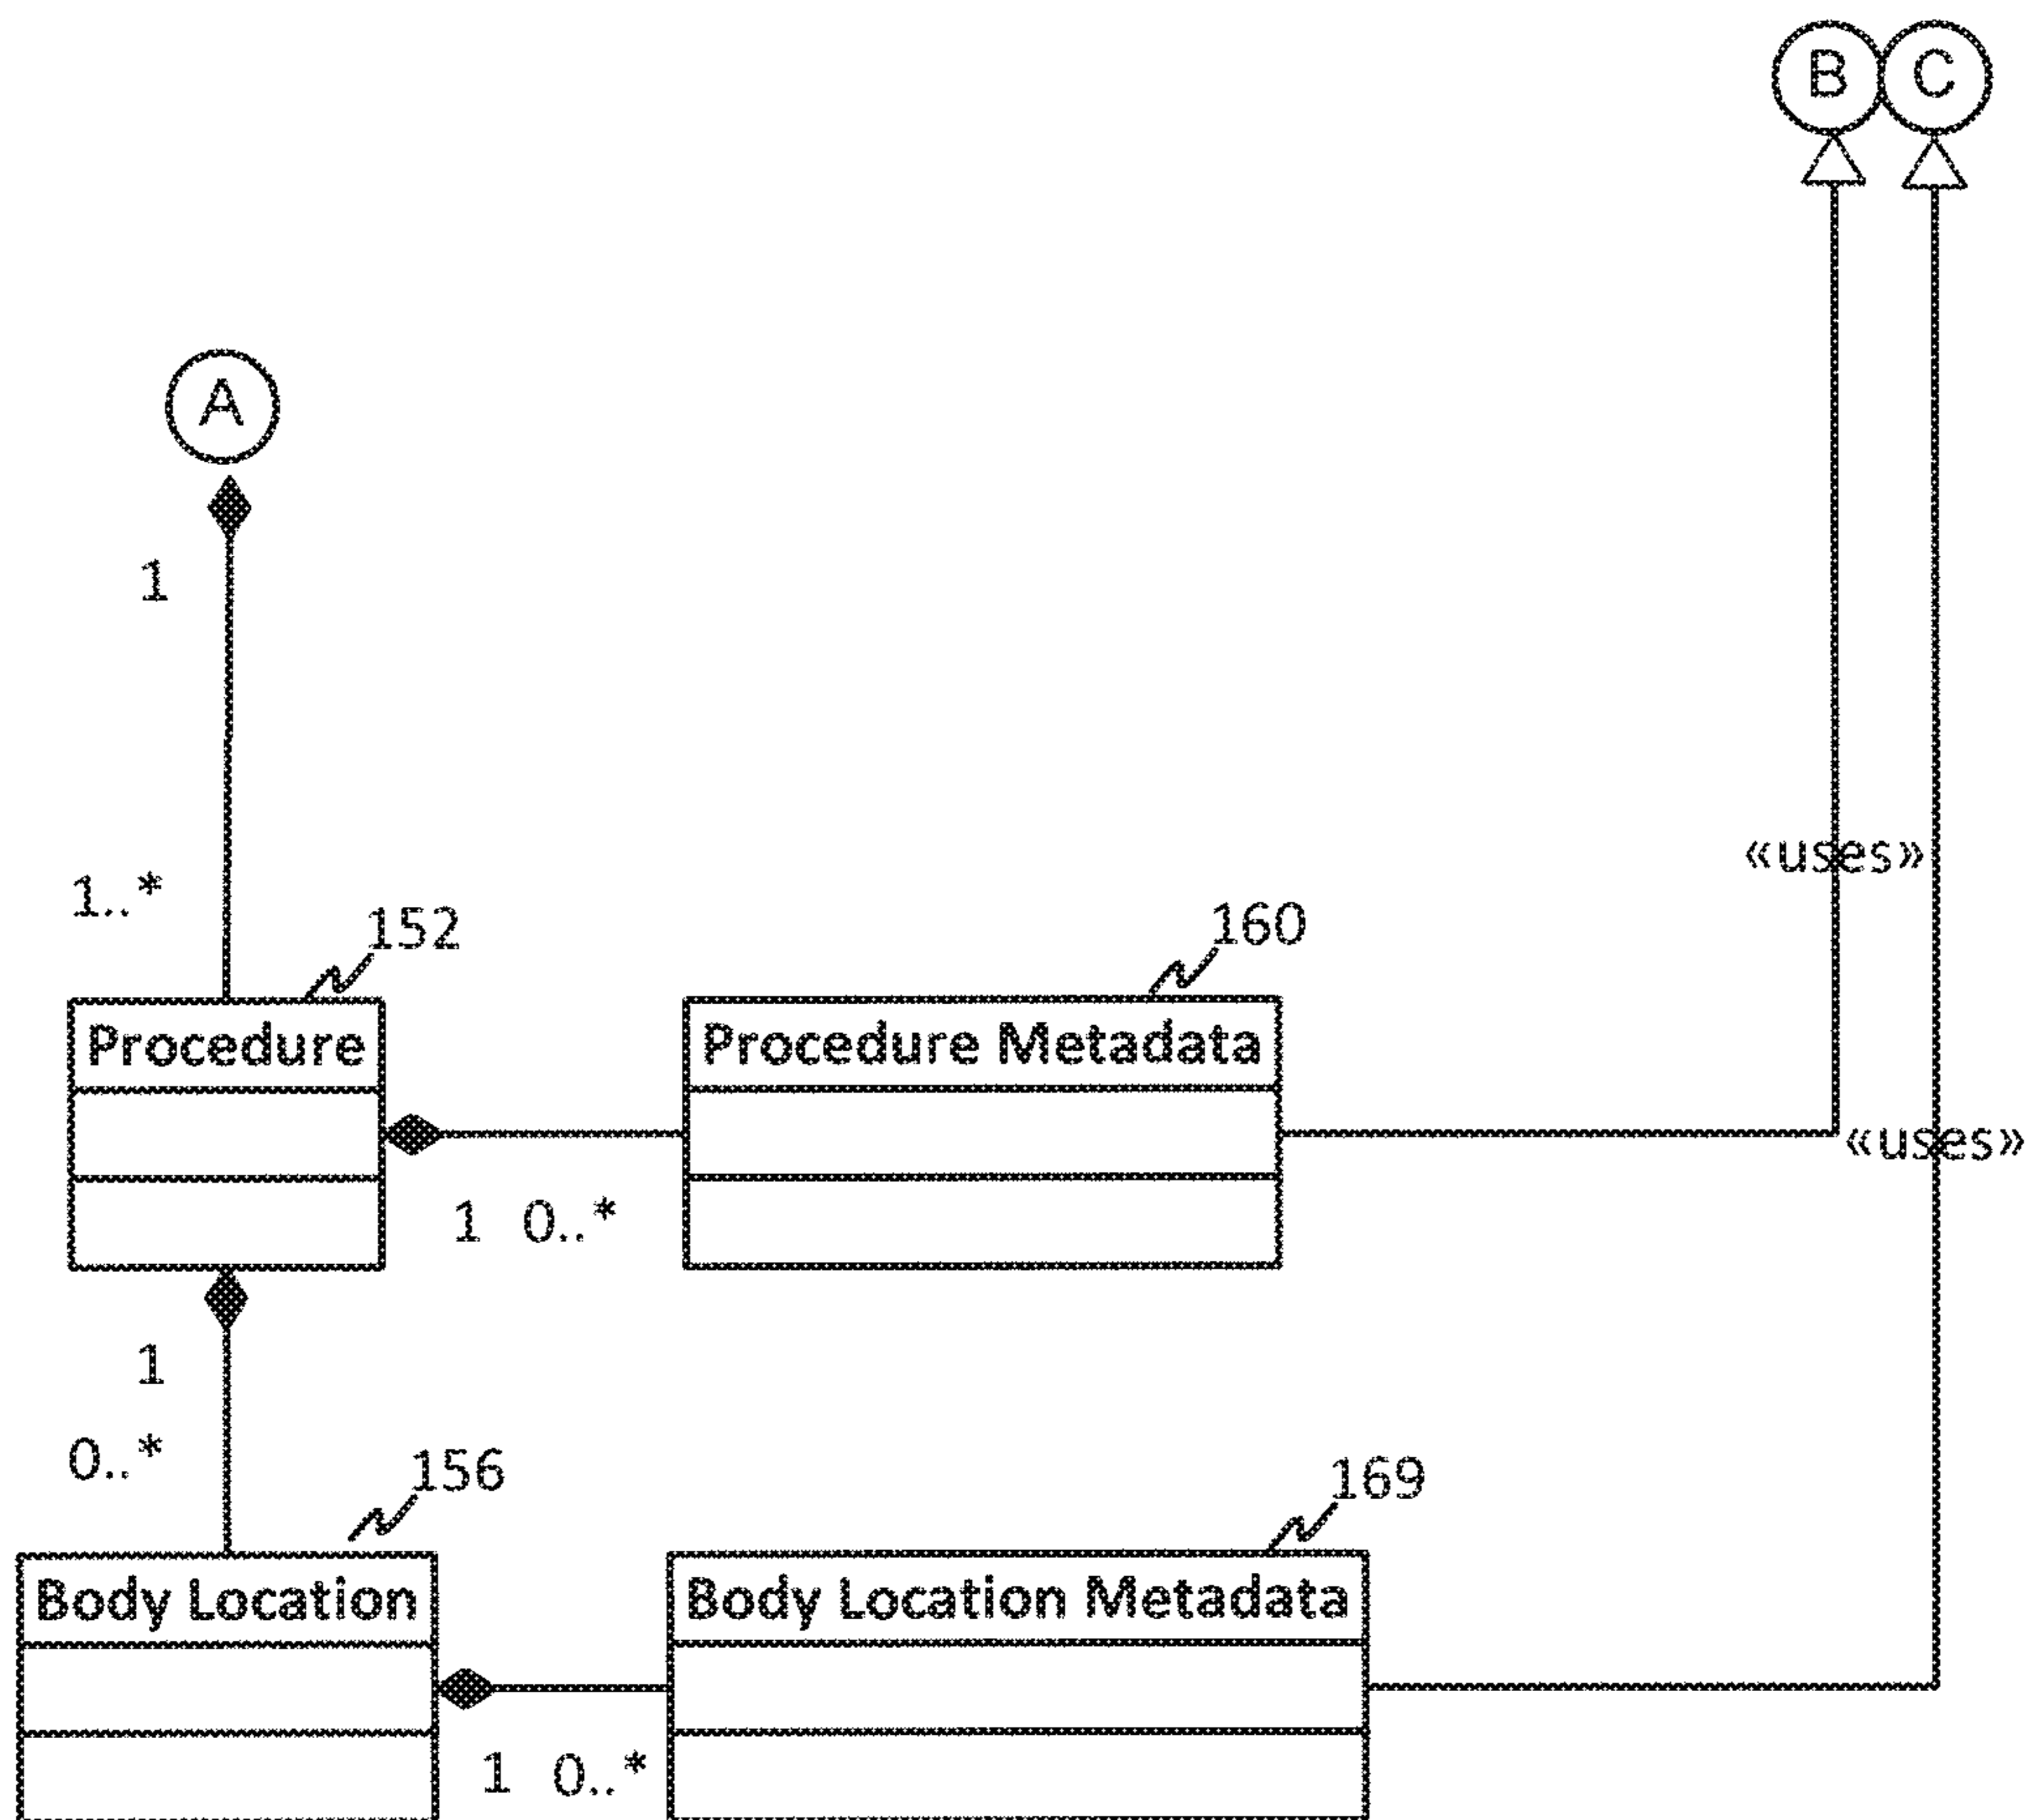 B C
A
1
«uses»
1..*
152
160
Procedure
Procedure Metadata
«uses»
1 0..*
1
0..*
156
169
Body Location
Body Location Metadata
1 0..*